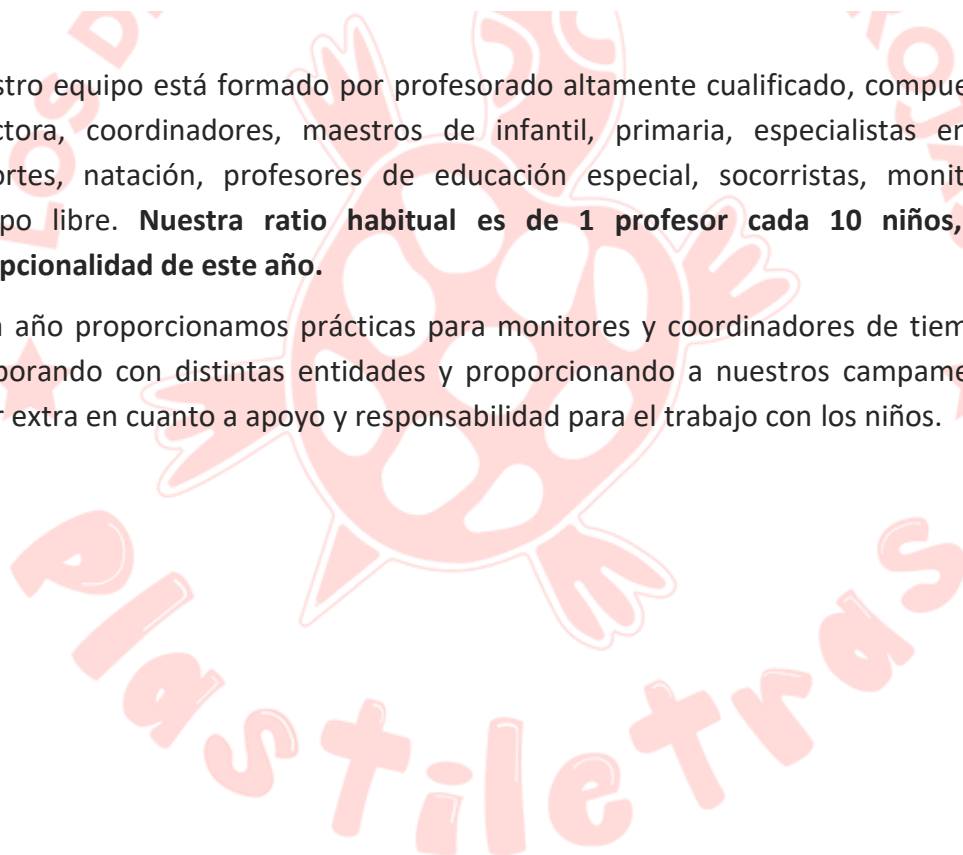 stro equipo está formado por profesorado altamente cualificado, compue
ctora, coordinadores, maestros de infantil, primaria, especialistas en
ortes, natación, profesores de educación especial, socorristas, monit
po libre. Nuestra ratio habitual es de 1 profesor cada 10 niños,
pcionalidad de este año.
a año proporcionamos prácticas para monitores y coordinadores de tiem
borando con distintas entidades y proporcionando a nuestros campame
r extra en cuanto a apoyo y responsabilidad para el trabajo con los niños.
LOS D
ROJAS
Plastiletras